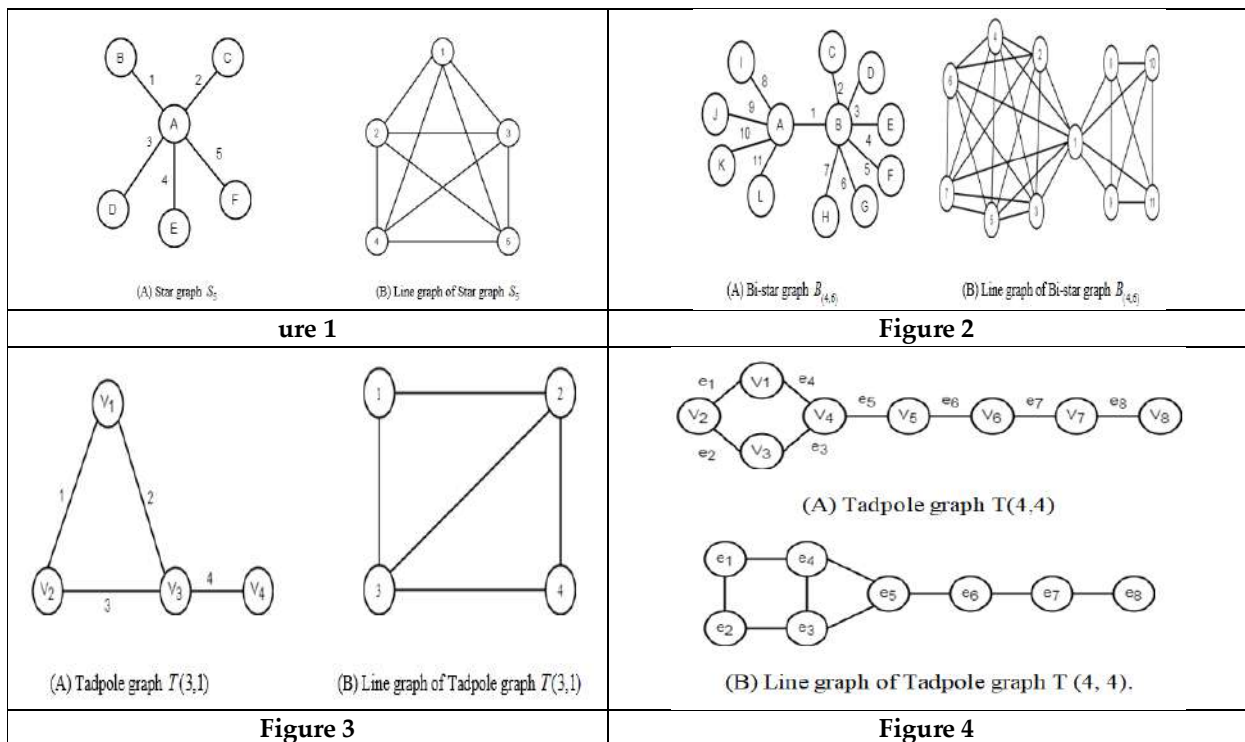 B
C
1
2
A
3
5
4
D
F
E
(A) Star graph S5
1
2
3
4
5
(B) Line graph of Star graph S5
ure 1
C
I
D
8
2
J
9
3
A
1
B
E
10
4
K
11
7
5
F
6
L
H
G
(A) Bi-star graph B(4,6)
4
2
6
1
7
5
3
8
10
9
11
(B) Line graph of Bi-star graph B(4,6)
Figure 2
V1
1
2
V2
3
V3
4
V4
(A) Tadpole graph T(3,1)
1
2
3
4
(B) Line graph of Tadpole graph T(3,1)
Figure 3
e1
V1
e4
V2
V4
e5
V5
e6
V6
e7
V7
e8
V8
e2
V3
e3
(A) Tadpole graph T(4,4)
e1
e4
e5
e6
e7
e8
e2
e3
(B) Line graph of Tadpole graph T (4, 4).
Figure 4